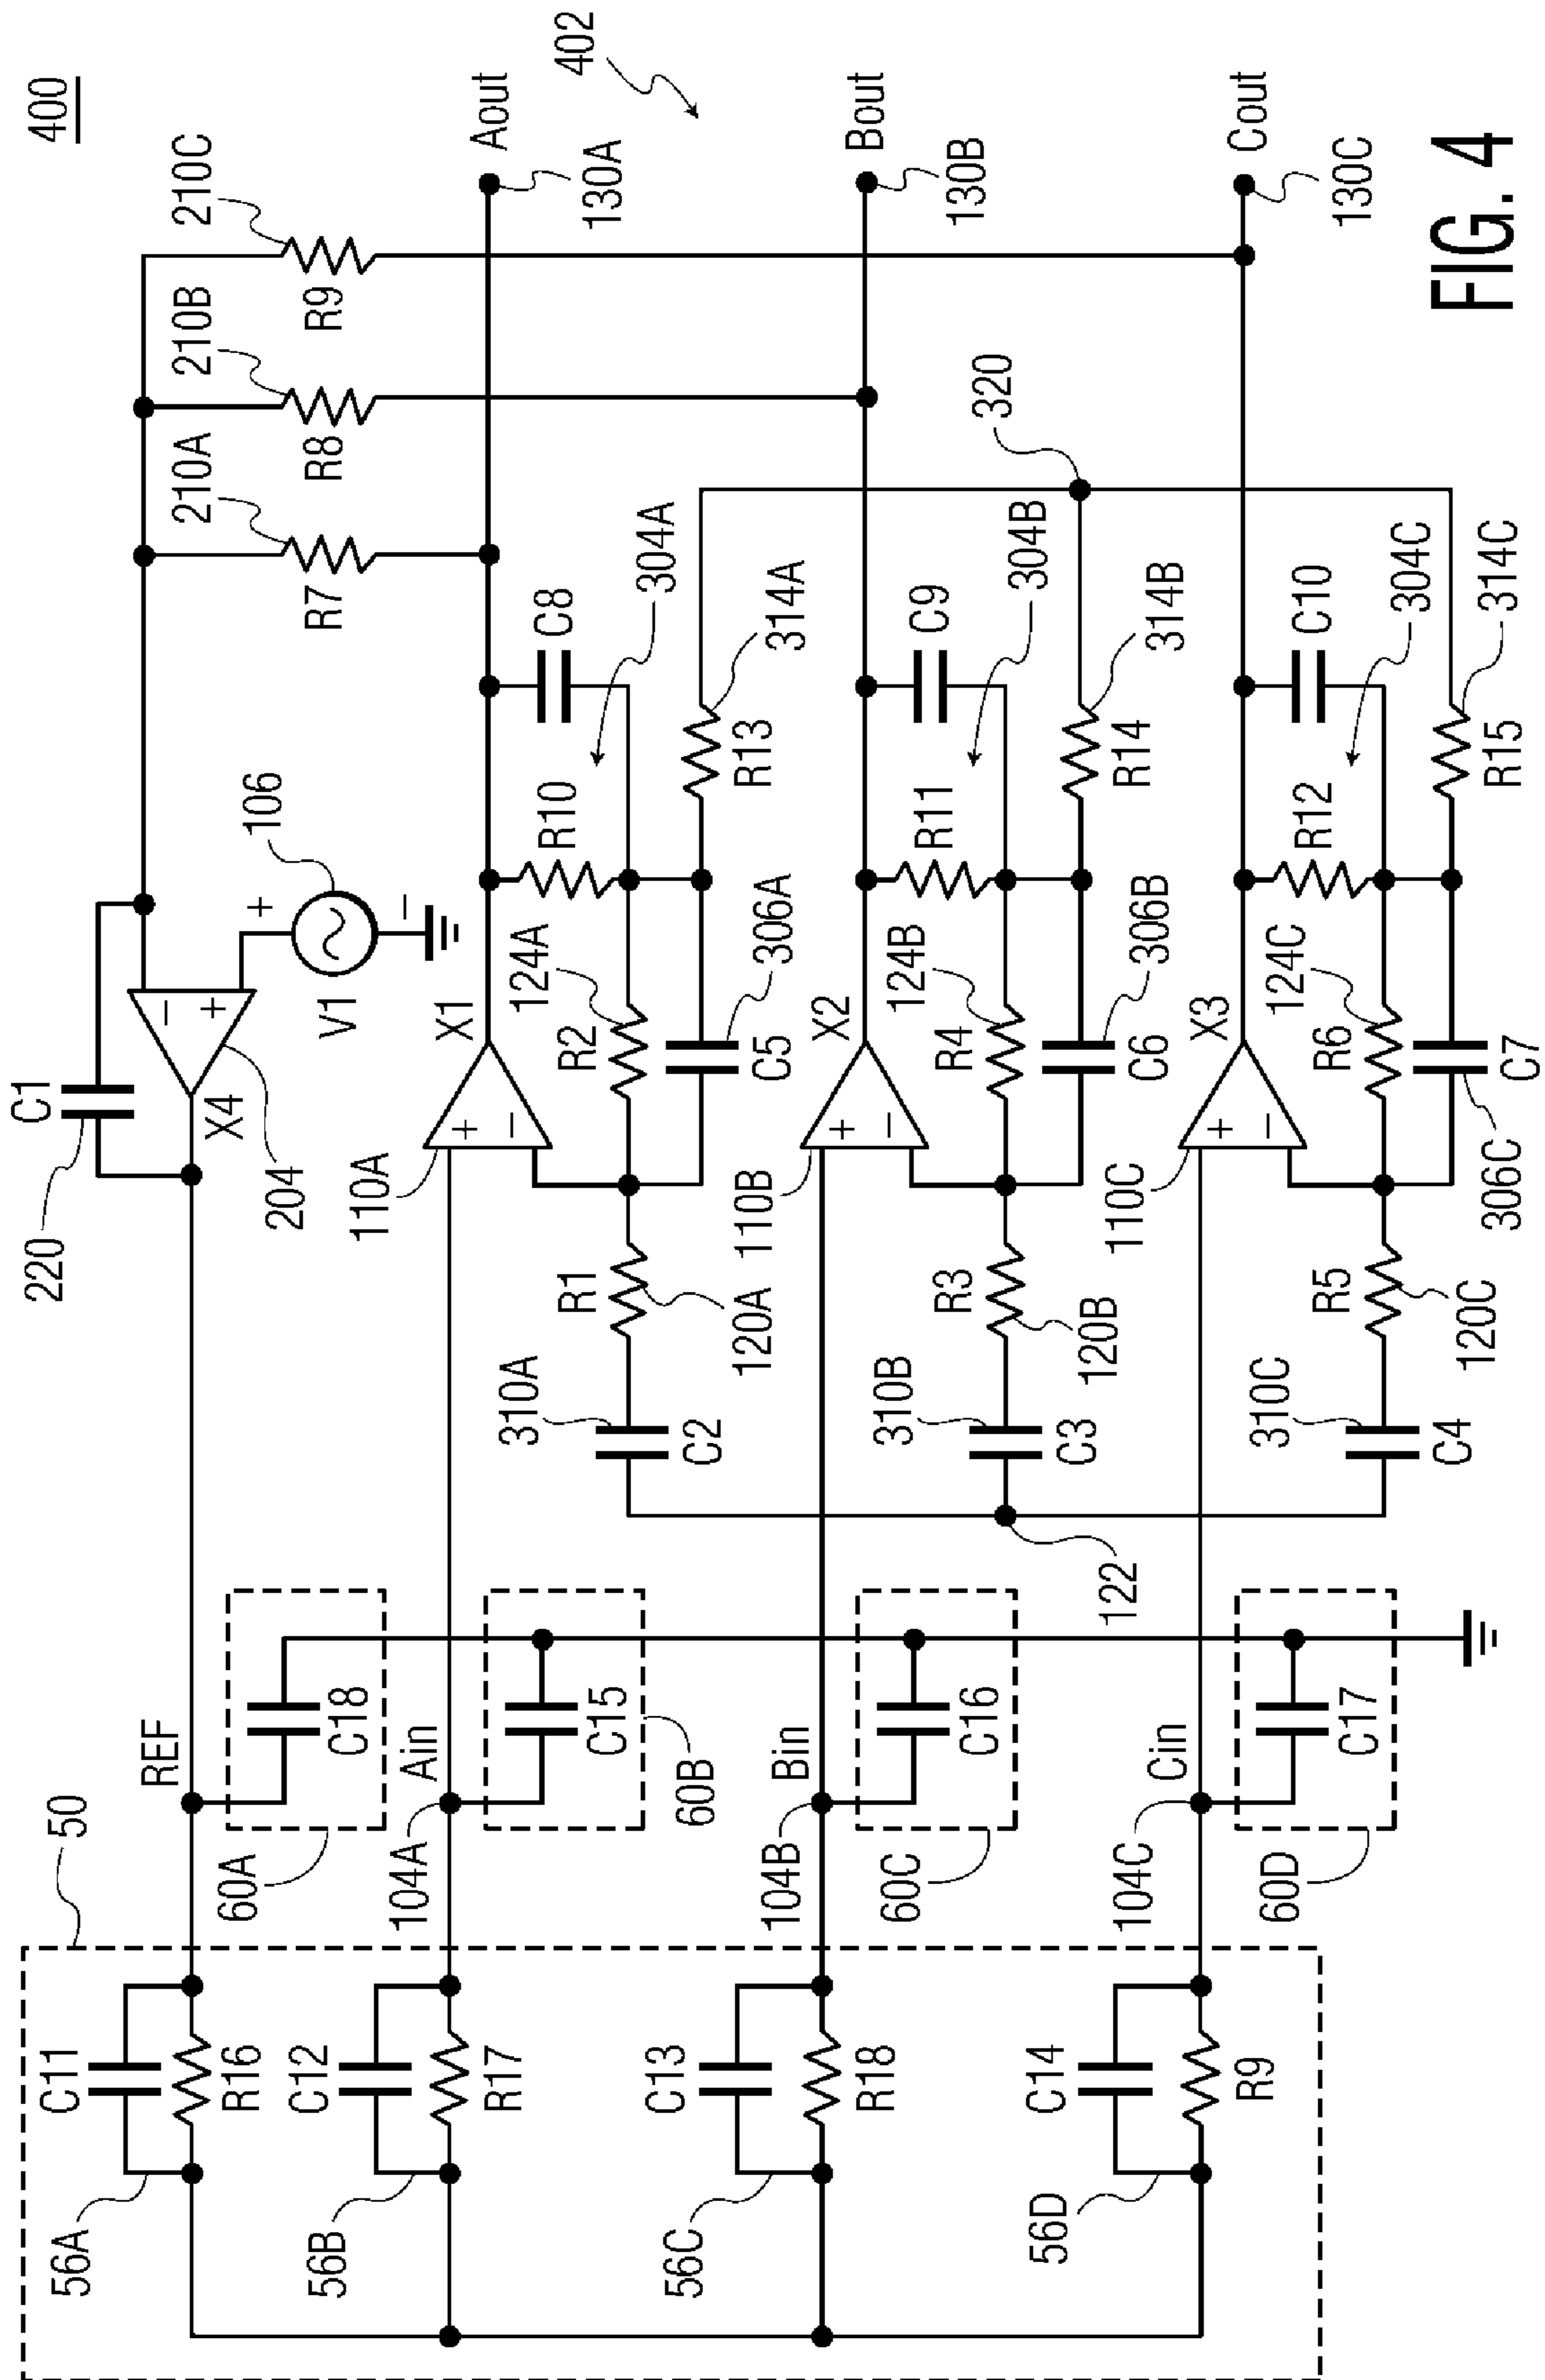 400
402
C1
220
X4
204
+
−
V1
106
+
−
210A
R7
210B
R8
210C
R9
50
C11
R16
56A
REF
C18
60A
C12
R17
56B
Ain
104A
C15
60B
110A
X1
+
−
Aout
130A
C8
R10
304A
124A
R2
R1
120A
310A
C2
306A
C5
314A
R13
C13
R18
56C
Bin
104B
C16
60C
110B
X2
+
−
Bout
130B
C9
R11
304B
320
124B
R4
R3
120B
310B
C3
122
306B
C6
314B
R14
C14
R9
56D
Cin
104C
C17
60D
110C
X3
+
−
Cout
130C
C10
R12
304C
124C
R6
R5
120C
310C
C4
306C
C7
314C
R15
FIG. 4